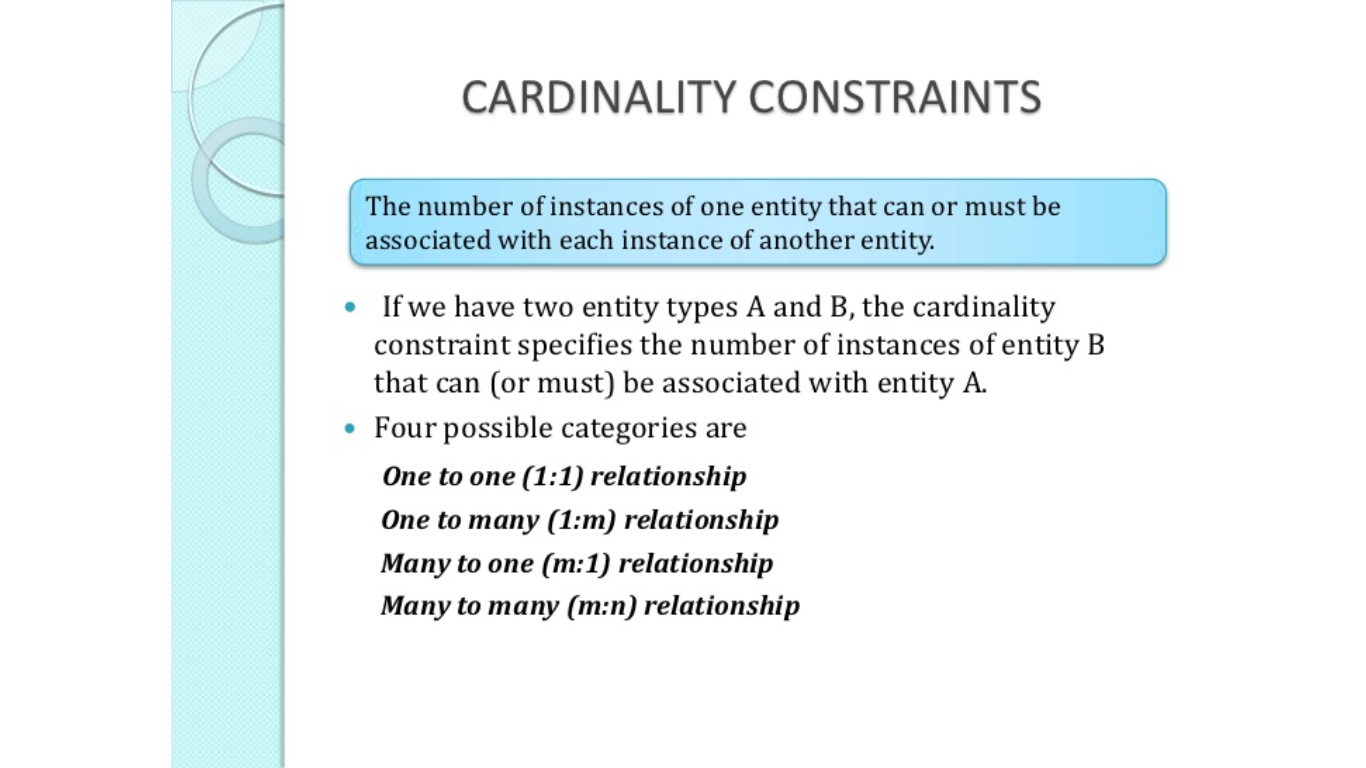 CARDINALITY CONSTRAINTS
The number of instances of one entity that can or must be
associated with each instance of another entity.
• If we have two entity types A and B, the cardinality
constraint specifies the number of instances of entity B
that can (or must) be associated with entity A.
• Four possible categories are
One to one (1:1) relationship
One to many (1:m) relationship
Many to one (m:1) relationship
Many to many (m:n) relationship